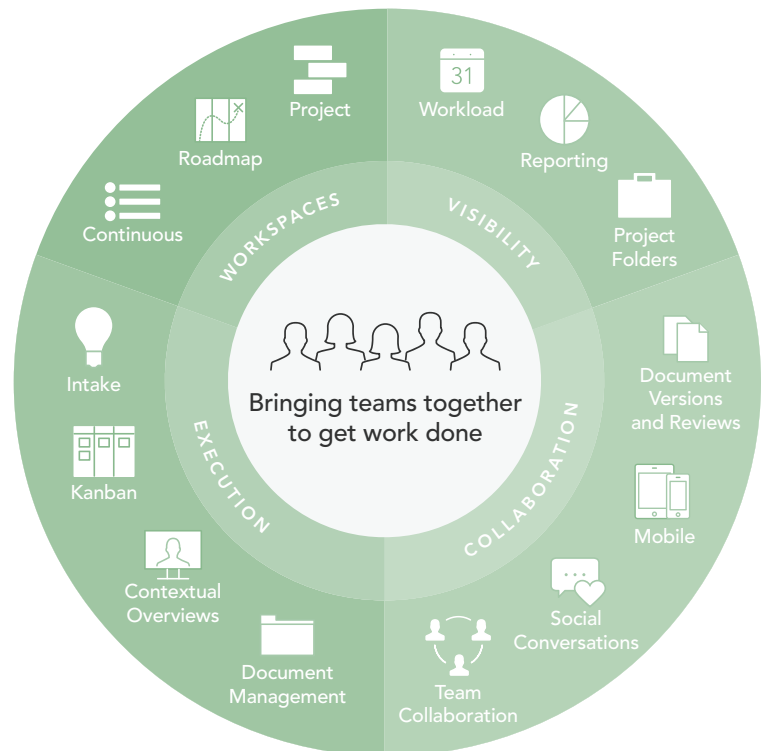 Project
31
Workload
Roadmap
Reporting
Continuous
Project
Folders
WORKSPACES
VISIBILITY
Intake
Document
Versions
and Reviews
Bringing teams together
to get work done
EXECUTION
COLLABORATION
Kanban
Mobile
Contextual
Overviews
Social
Conversations
Document
Management
Team
Collaboration